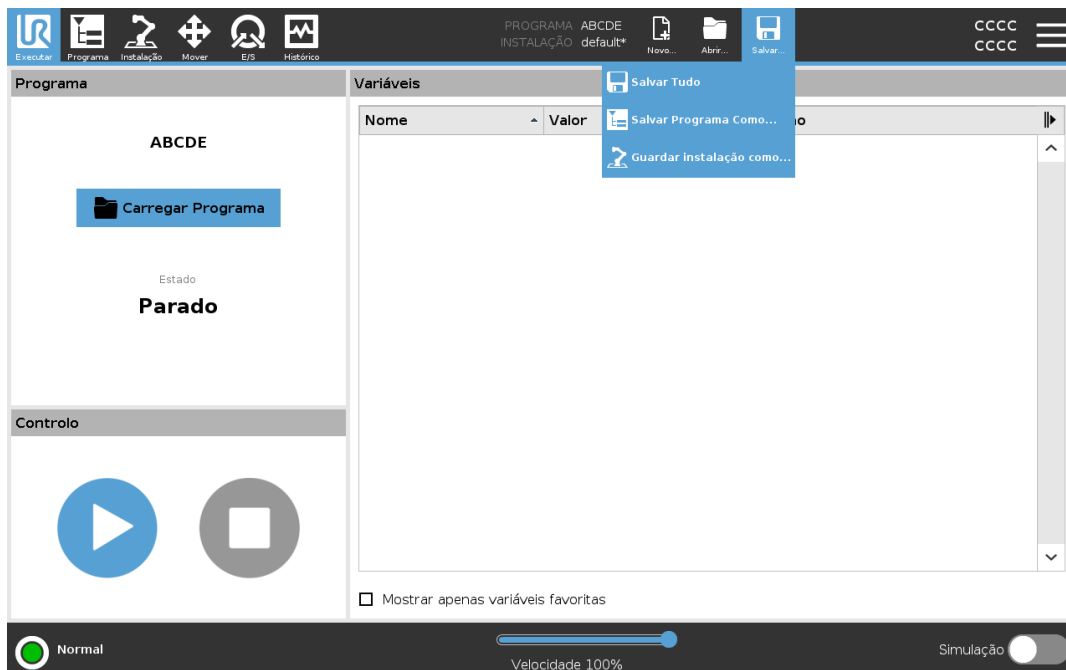 PROGRAMA ABCDE
INSTALAÇÃO default*
CCCC
CCCC
Executar Programa Instalação Mover E/S Histórico
Novo... Abrir... Salvar...
Programa
Variáveis
Salvar Tudo
Salvar Programa Como...
Guardar instalação como...
Nome Valor
ABCDE
Carregar Programa
Estado
Parado
Controlo
Mostrar apenas variáveis favoritas
Normal
Velocidade 100%
Simulação